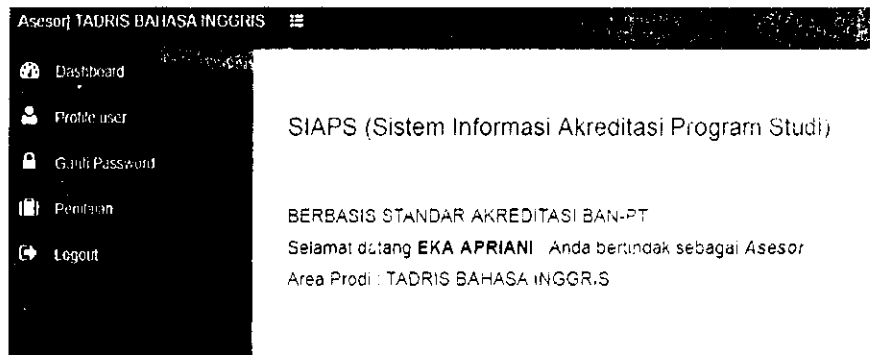 Asesor| TADRIS BAHASA INGGRIS
Dashboard
Profile user
Ganti Password
Penilaian
Logout
SIAPS (Sistem Informasi Akreditasi Program Studi)
BERBASIS STANDAR AKREDITASI BAN-PT
Selamat datang EKA APRIANI Anda bertindak sebagai Asesor
Area Prodi : TADRIS BAHASA INGGRIS